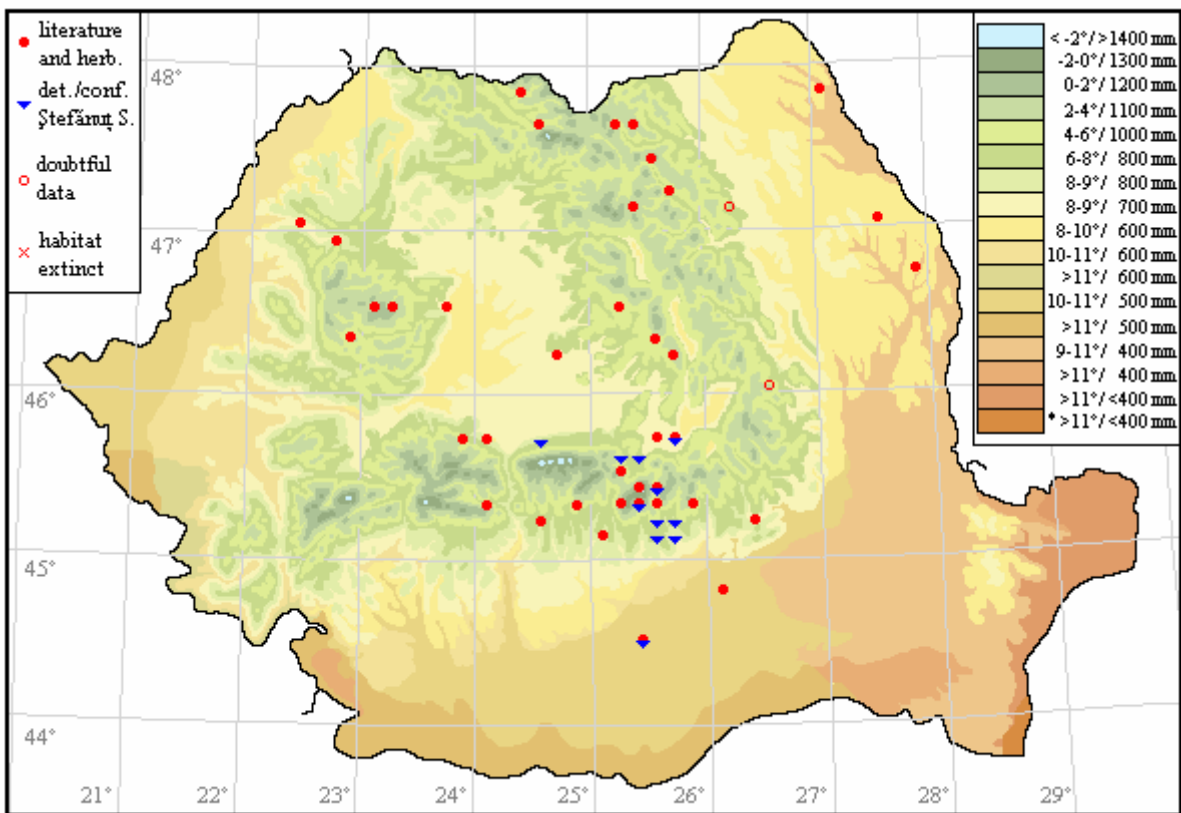 literature
and herb.
det./conf.
Ştefănuţ S.
doubtful
data
habitat
extinct
48°
47°
46°
45°
44°
21°
22°
23°
24°
25°
26°
27°
28°
29°
< -2°/>1400 mm
-2-0°/1300 mm
0-2°/1200 mm
2-4°/1100 mm
4-6°/1000 mm
6-8°/ 800 mm
8-9°/ 800 mm
8-9°/ 700 mm
8-10°/ 600 mm
10-11°/ 600 mm
>11°/ 600 mm
10-11°/ 500 mm
>11°/ 500 mm
9-11°/ 400 mm
>11°/ 400 mm
>11°/<400 mm
* >11°/<400 mm